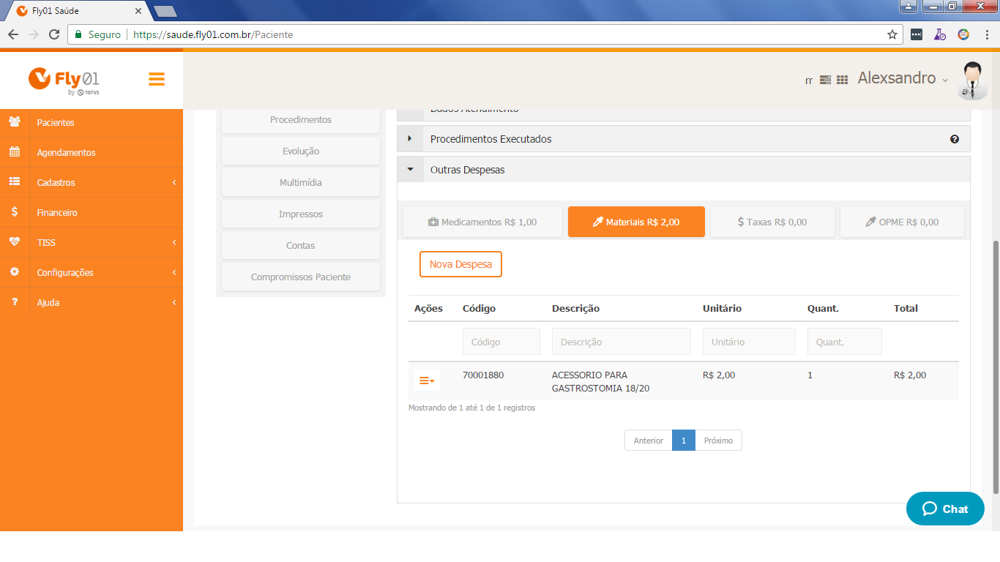 Fly01 Saúde
Seguro
https://saude.fly01.com.br/Paciente
Fly01
by TOTVS
rr
Alexsandro
Pacientes
Agendamentos
Cadastros
Financeiro
TISS
Configurações
Ajuda
Procedimentos
Evolução
Multimídia
Impressos
Contas
Compromissos Paciente
Dados Atendimento
Procedimentos Executados
Outras Despesas
Medicamentos R$ 1,00
Materiais R$ 2,00
Taxas R$ 0,00
OPME R$ 0,00
Nova Despesa
Ações Código Descrição Unitário Quant. Total
Código Descrição Unitário Quant.
70001880 ACESSORIO PARA R$ 2,00 1 R$ 2,00
GASTROSTOMIA 18/20
Mostrando de 1 até 1 de 1 registros
Anterior 1 Próximo
Chat